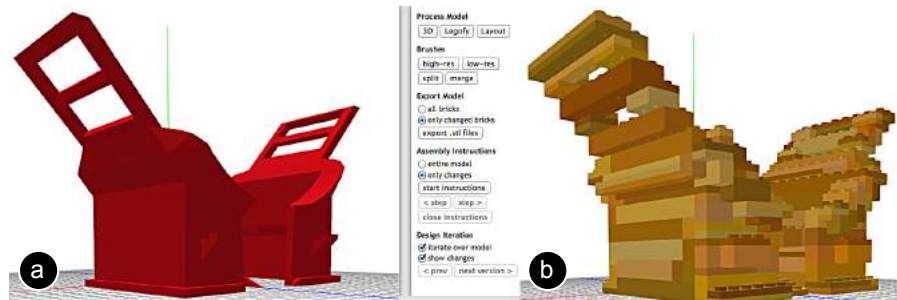 Process Model
3D Legofy Layout
Brushes
high-res low-res
split merge
Export Model
all bricks
only changed bricks
export .stl files
Assembly Instructions
entire model
only changes
start instructions
< step step >
close instructions
Design Iteration
iterate over model
show changes
< prev next version >
a
b